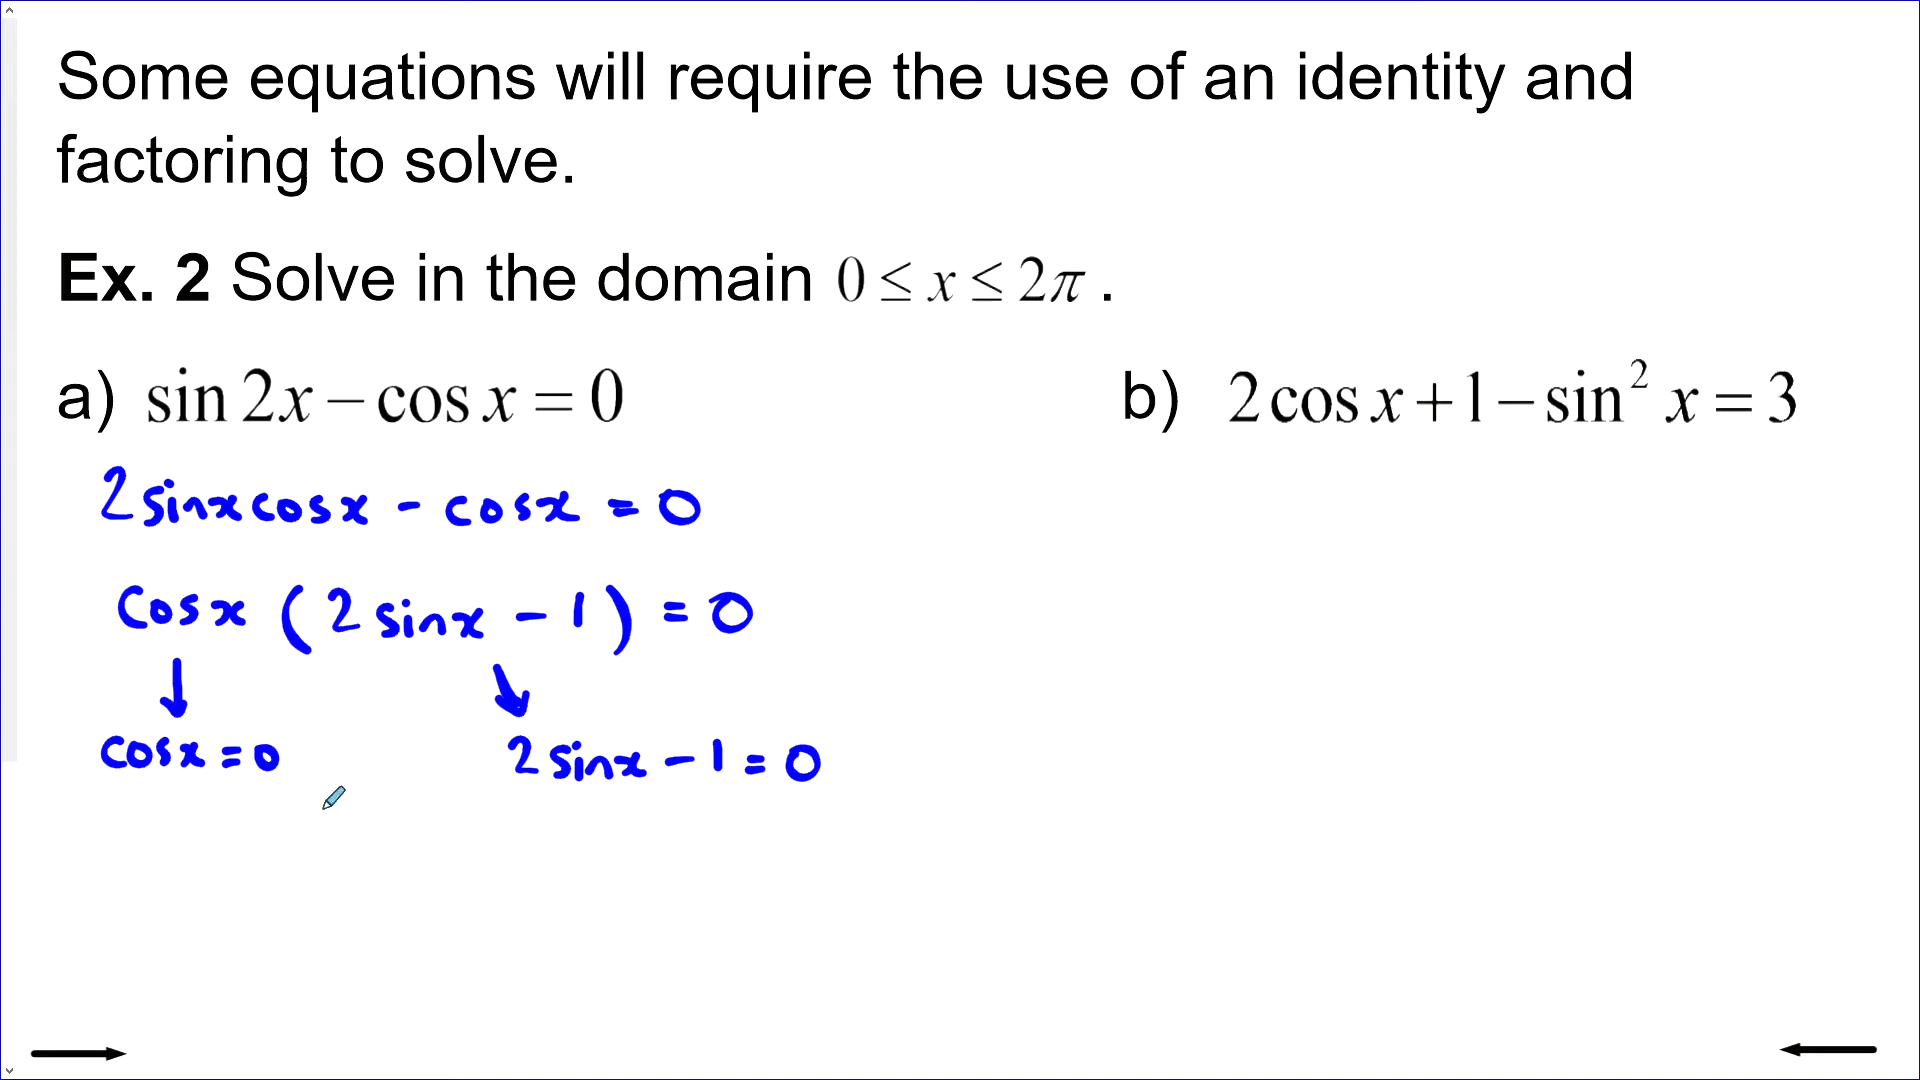 Some equations will require the use of an identity and
factoring to solve.
Ex. 2 Solve in the domain 0 ≤ x ≤ 2π .
a) sin 2x − cos x = 0
2 sinx cosx - cosx = 0
cosx ( 2 sinx - 1 ) = 0
cosx = 0
2 sinx - 1 = 0
b) 2 cos x + 1 − sin² x = 3